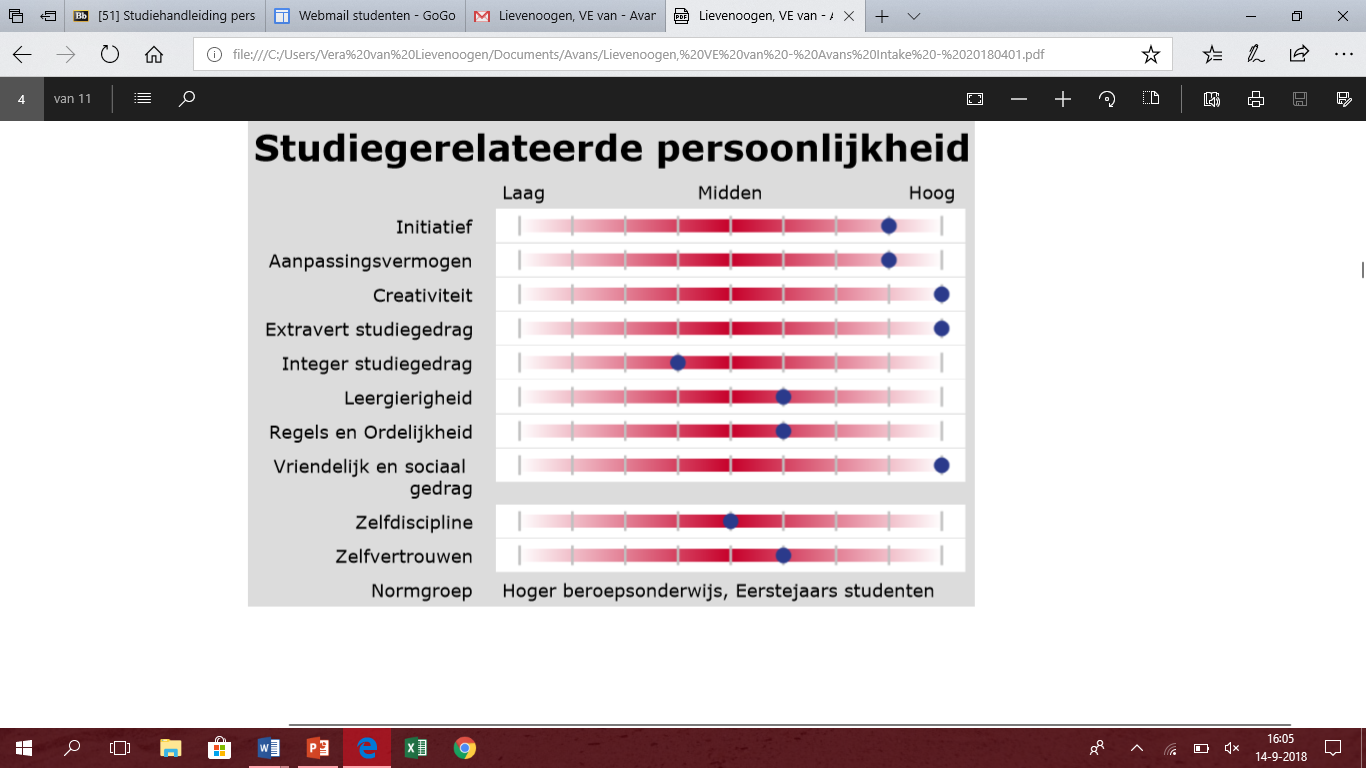 [51] Studiehandleiding pers
Webmail studenten - GoGo
Lievenoogen, VE van - Avar
Lievenoogen, VE van - A
file:///C:/Users/Vera%20van%20Lievenoogen/Documents/Avans/Lievenoogen,%20VE%20van%20-%20Avans%20Intake%20-%2020180401.pdf
4 van 11
Studiegerelateerde persoonlijkheid
Laag Midden Hoog
Initiatief
Aanpassingsvermogen
Creativiteit
Extravert studiegedrag
Integer studiegedrag
Leergierigheid
Regels en Ordelijkheid
Vriendelijk en sociaal
gedrag
Zelfdiscipline
Zelfvertrouwen
Normgroep Hoger beroepsonderwijs, Eerstejaars studenten
16:05
14-9-2018